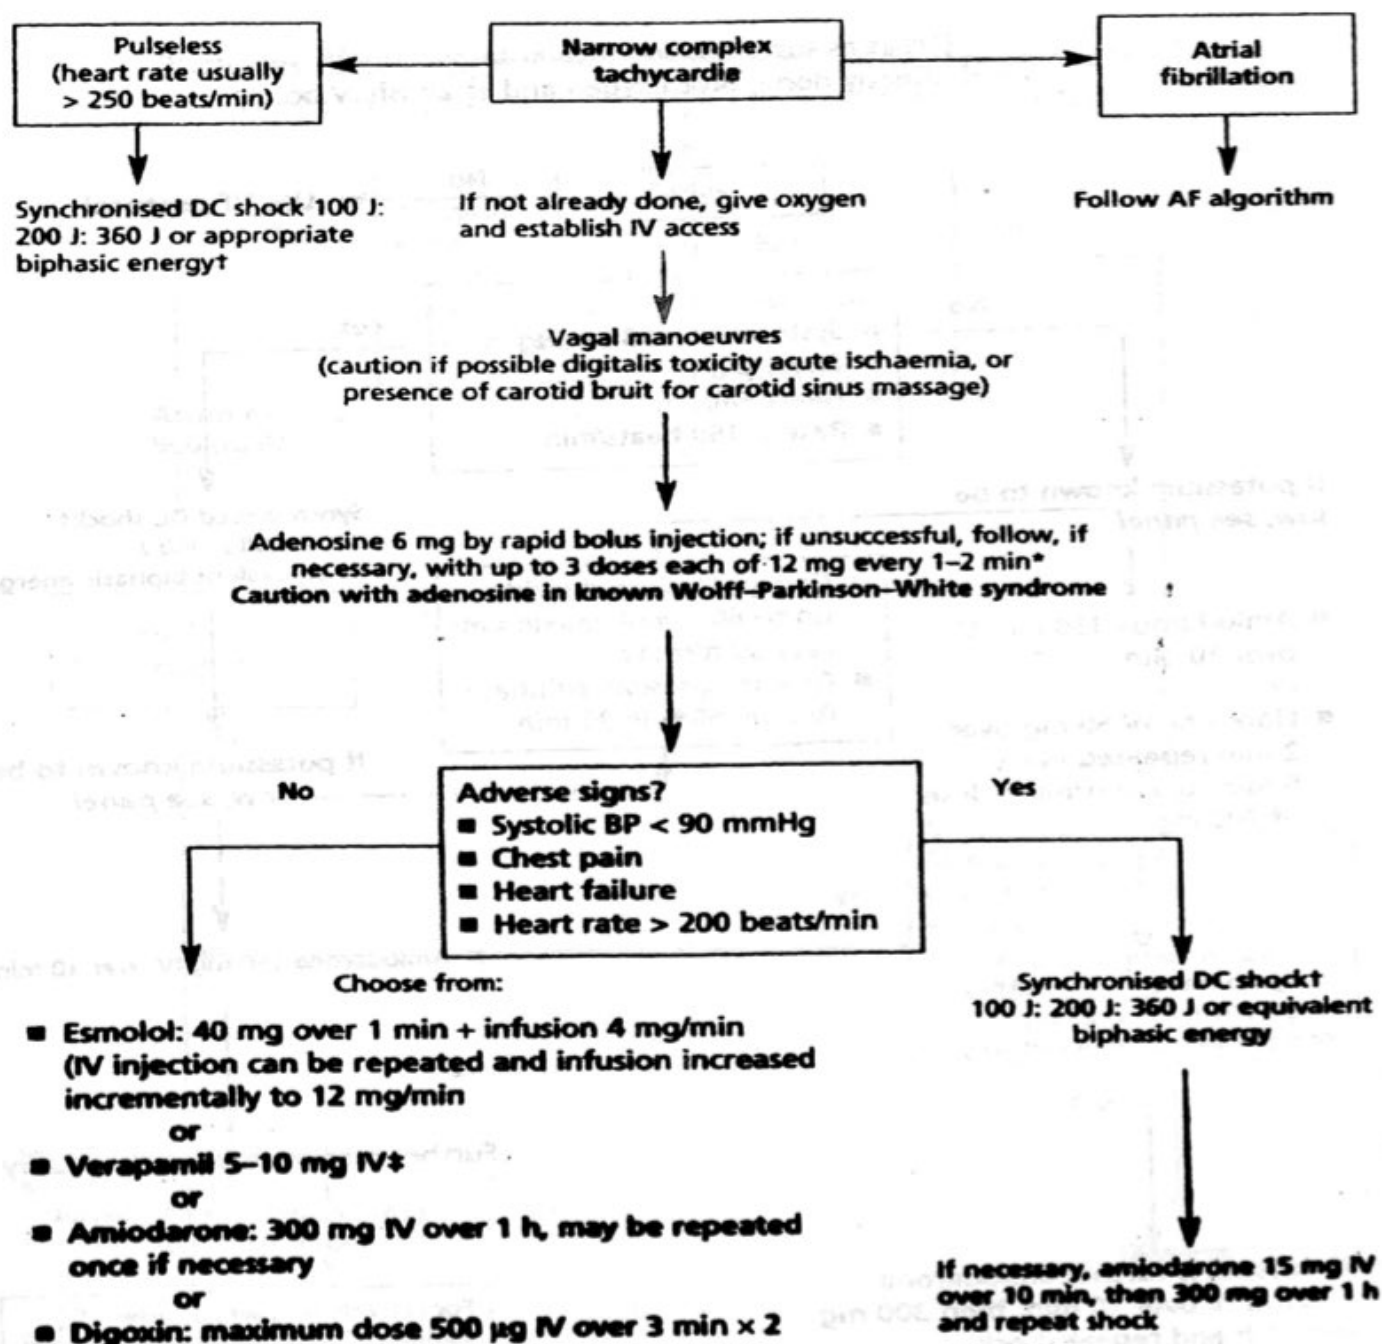 Pulseless
(heart rate usually
> 250 beats/min)
Narrow complex
tachycardia
Atrial
fibrillation
Synchronised DC shock 100 J:
200 J: 360 J or appropriate
biphasic energy†
If not already done, give oxygen
and establish IV access
Follow AF algorithm
Vagal manoeuvres
(caution if possible digitalis toxicity acute ischaemia, or
presence of carotid bruit for carotid sinus massage)
Adenosine 6 mg by rapid bolus injection; if unsuccessful, follow, if
necessary, with up to 3 doses each of 12 mg every 1–2 min*
Caution with adenosine in known Wolff–Parkinson–White syndrome
No
Adverse signs?
■ Systolic BP < 90 mmHg
■ Chest pain
■ Heart failure
■ Heart rate > 200 beats/min
Yes
Choose from:
■ Esmolol: 40 mg over 1 min + infusion 4 mg/min
(IV injection can be repeated and infusion increased
incrementally to 12 mg/min
or
■ Verapamil 5–10 mg IV‡
or
■ Amiodarone: 300 mg IV over 1 h, may be repeated
once if necessary
or
■ Digoxin: maximum dose 500 µg IV over 3 min × 2
Synchronised DC shock†
100 J: 200 J: 360 J or equivalent
biphasic energy
If necessary, amiodarone 15 mg IV
over 10 min, then 300 mg over 1 h
and repeat shock